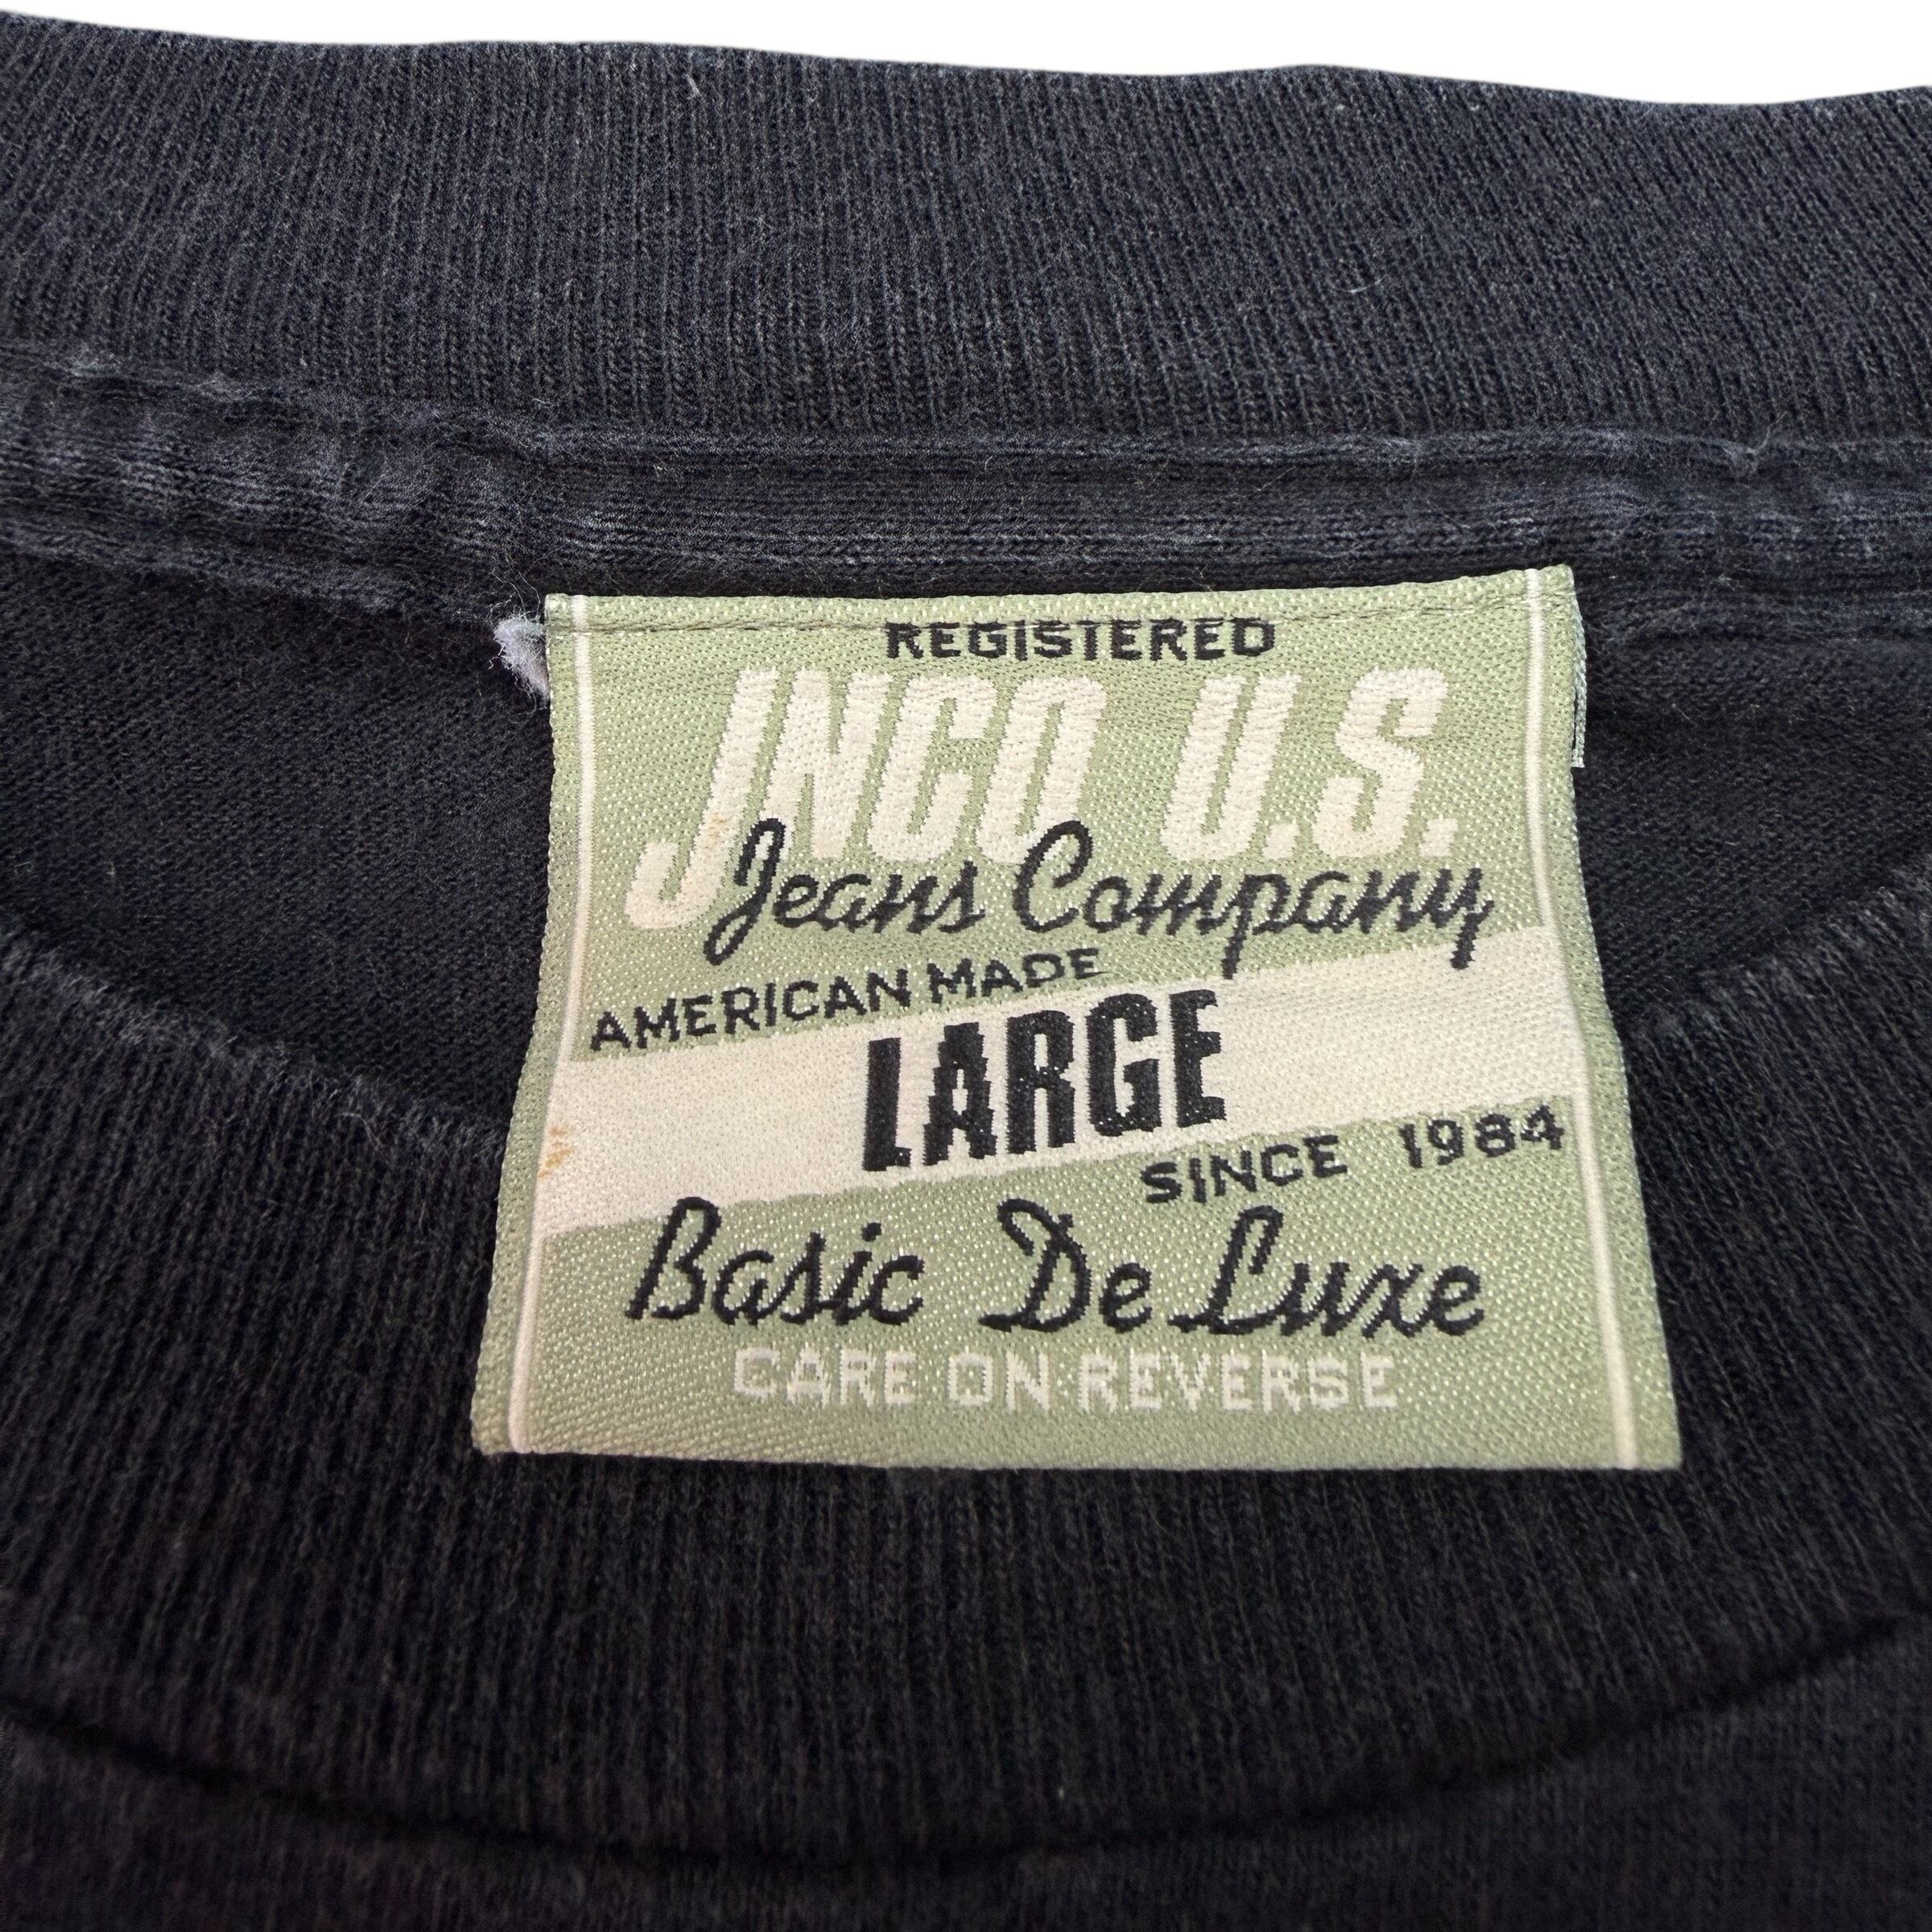 REGISTERED
JNCO U.S.
Jeans Company
AMERICAN MADE
LARGE
SINCE 1984
Basic De Luxe
CARE ON REVERSE